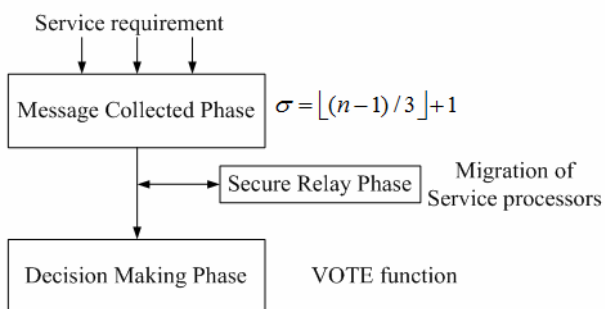 Service requirement
Message Collected Phase
σ = ⌊(n−1)/3⌋+1
Secure Relay Phase
Migration of
Service processors
Decision Making Phase
VOTE function